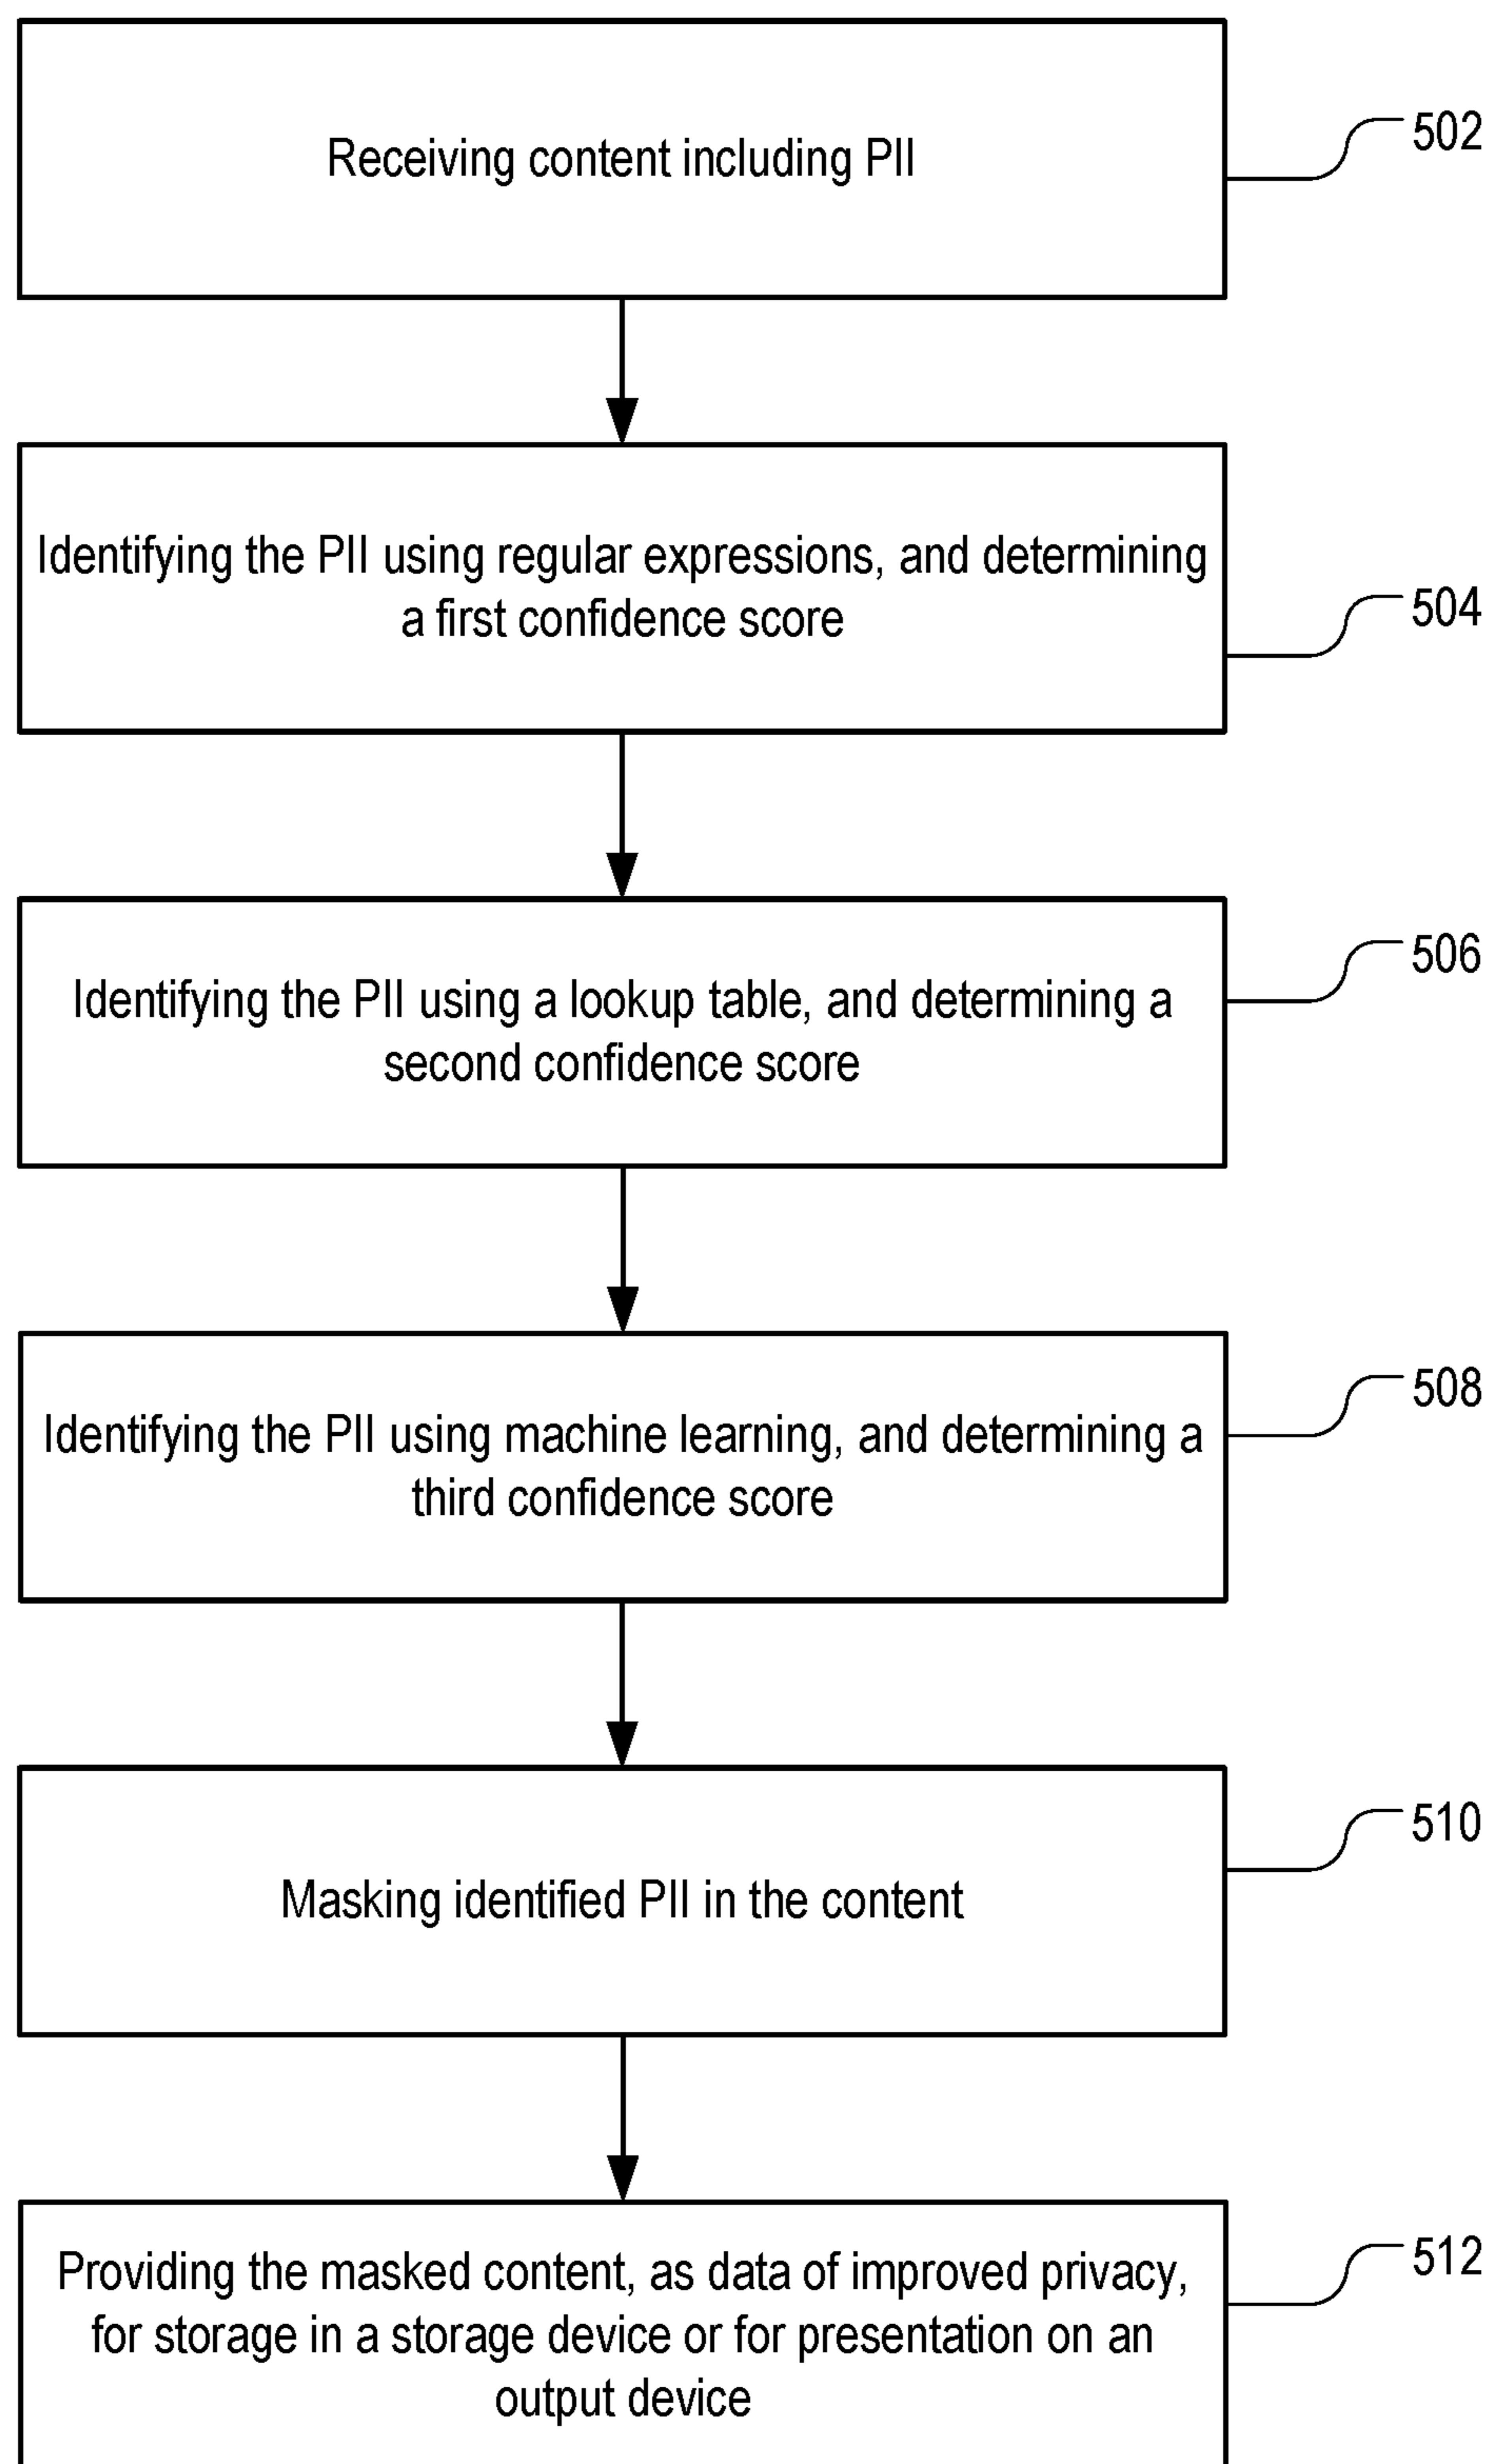 Receiving content including PII
502
Identifying the PII using regular expressions, and determining
a first confidence score
504
Identifying the PII using a lookup table, and determining a
second confidence score
506
Identifying the PII using machine learning, and determining a
third confidence score
508
Masking identified PII in the content
510
Providing the masked content, as data of improved privacy,
for storage in a storage device or for presentation on an
output device
512